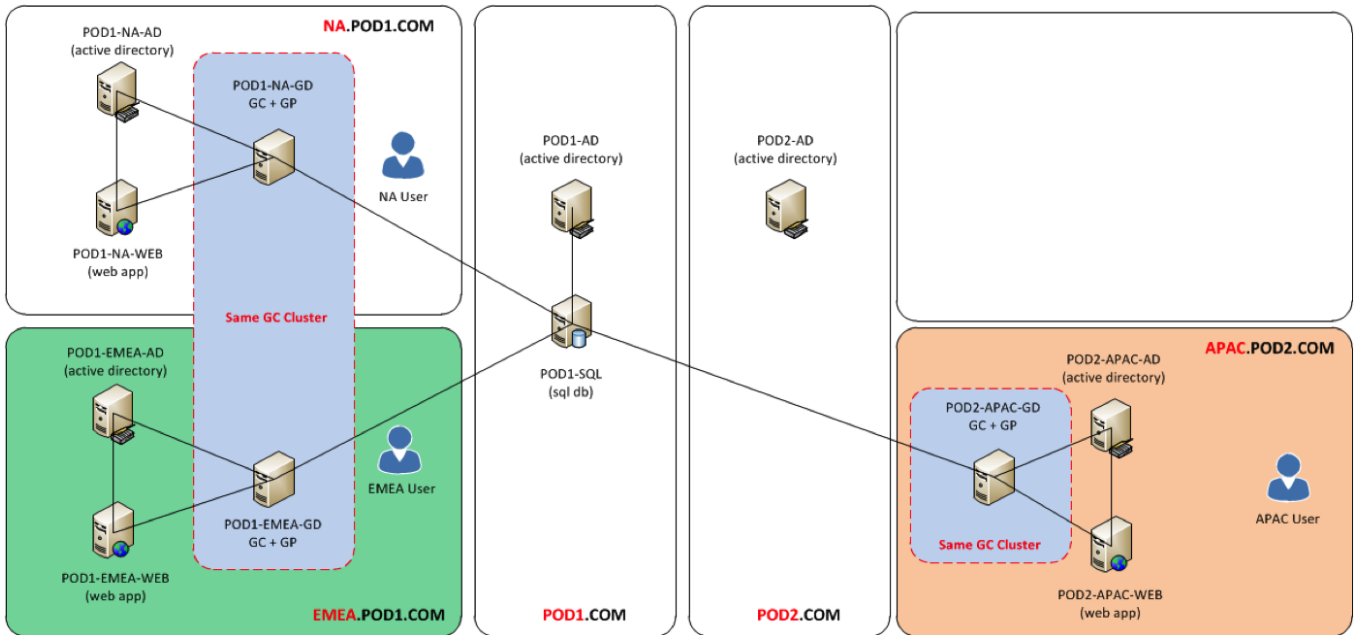 NA.POD1.COM
POD1-NA-AD
(active directory)
POD1-NA-GD
GC + GP
NA User
POD1-NA-WEB
(web app)
Same GC Cluster
POD1-EMEA-AD
(active directory)
EMEA User
POD1-EMEA-GD
GC + GP
POD1-EMEA-WEB
(web app)
EMEA.POD1.COM
POD1-AD
(active directory)
POD1-SQL
(sql db)
POD1.COM
POD2-AD
(active directory)
POD2.COM
APAC.POD2.COM
POD2-APAC-AD
(active directory)
POD2-APAC-GD
GC + GP
APAC User
Same GC Cluster
POD2-APAC-WEB
(web app)